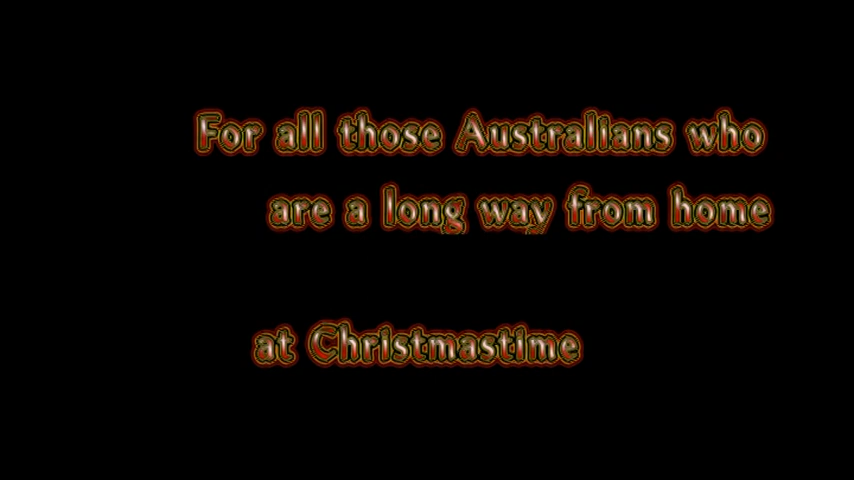 For all those Australians who
are a long way from home
at Christmastime